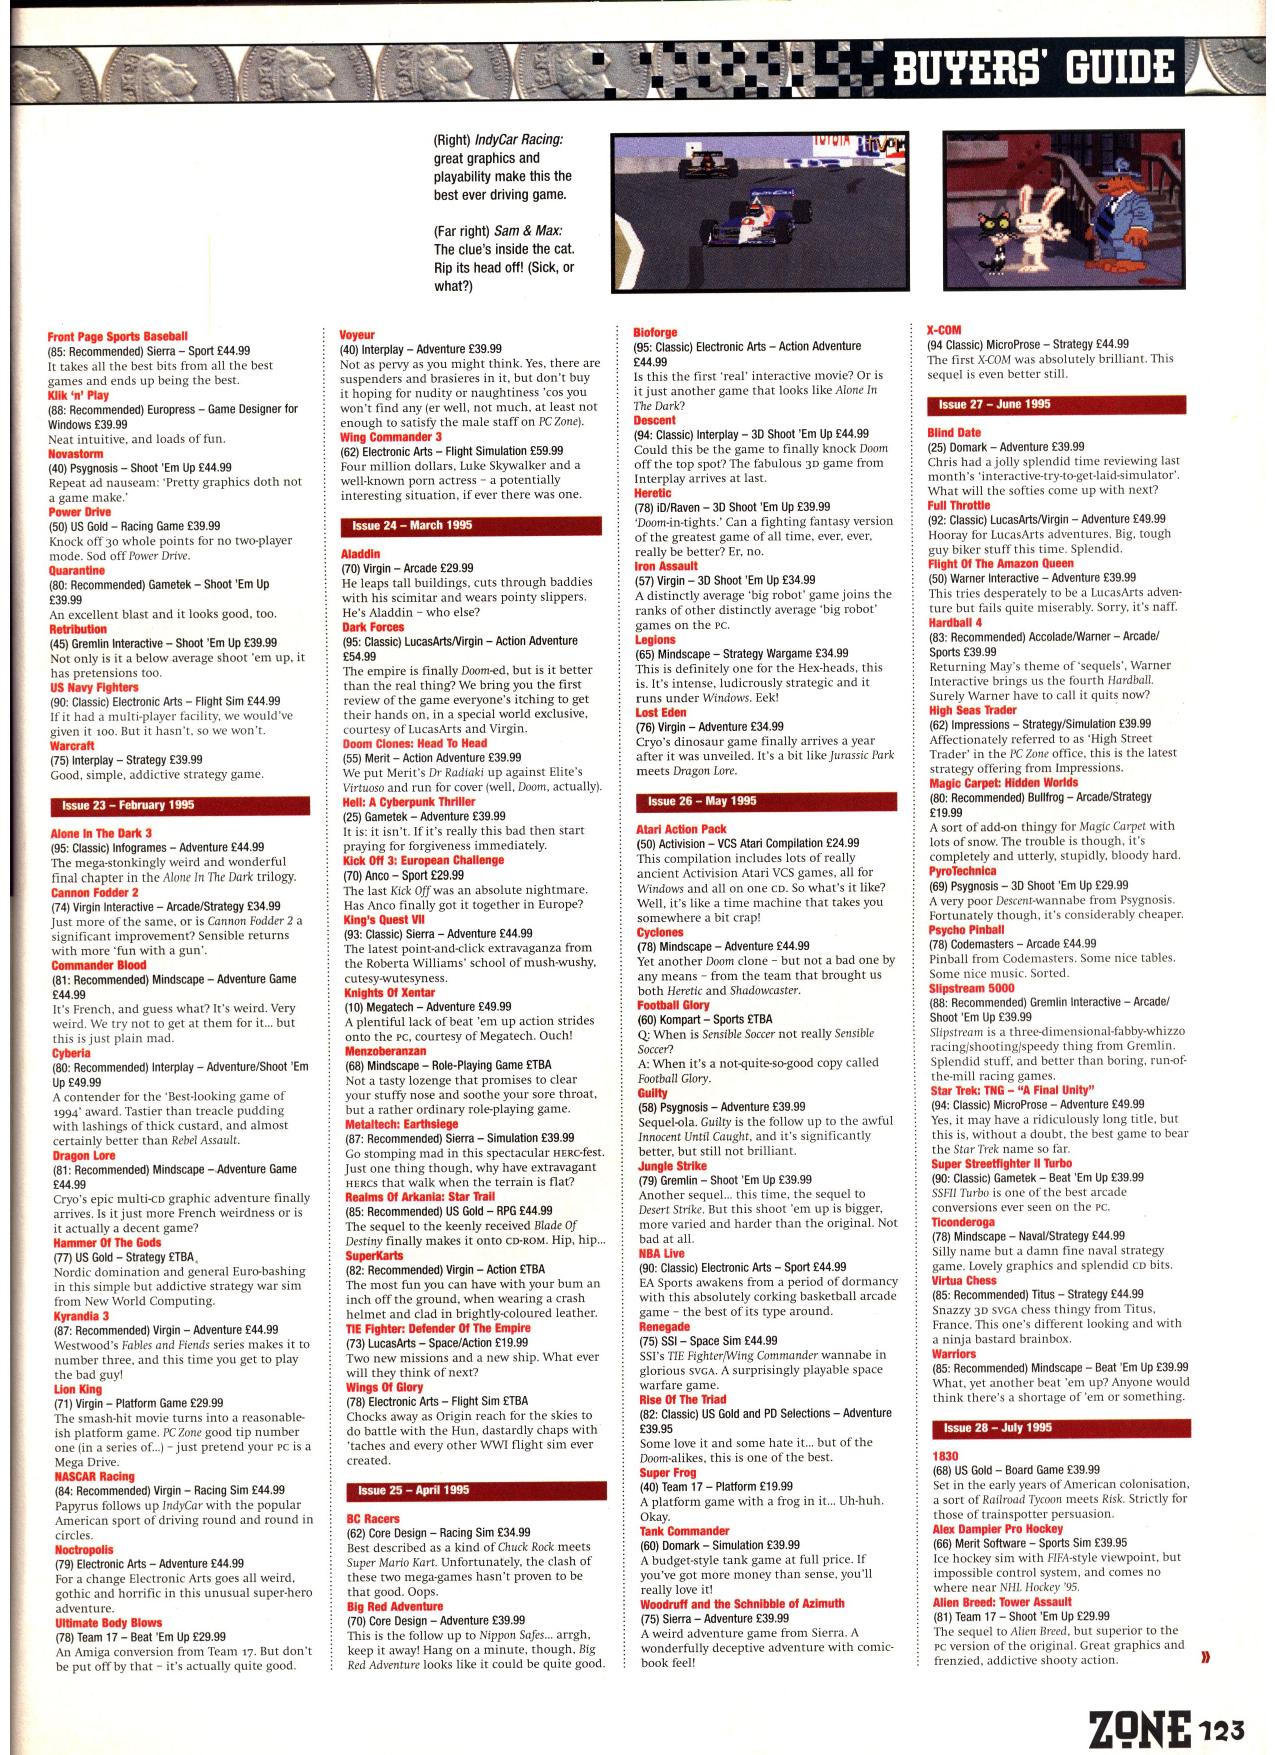 BUYERS' GUIDE
(Right) IndyCar Racing:
great graphics and
playability make this the
best ever driving game.
(Far right) Sam & Max:
The clue's inside the cat.
Rip its head off! (Sick, or
what?)
TOYOTA
Front Page Sports Baseball
(85: Recommended) Sierra – Sport £44.99
It takes all the best bits from all the best
games and ends up being the best.
Klik 'n' Play
(88: Recommended) Europress – Game Designer for
Windows £39.99
Neat intuitive, and loads of fun.
Novastorm
(40) Psygnosis – Shoot 'Em Up £44.99
Repeat ad nauseam: 'Pretty graphics doth not
a game make.'
Power Drive
(50) US Gold – Racing Game £39.99
Knock off 30 whole points for no two-player
mode. Sod off Power Drive.
Quarantine
(80: Recommended) Gametek – Shoot 'Em Up
£39.99
An excellent blast and it looks good, too.
Retribution
(45) Gremlin Interactive – Shoot 'Em Up £39.99
Not only is it a below average shoot 'em up, it
has pretensions too.
US Navy Fighters
(90: Classic) Electronic Arts – Flight Sim £44.99
If it had a multi-player facility, we would've
given it 100. But it hasn't, so we won't.
Warcraft
(75) Interplay – Strategy £39.99
Good, simple, addictive strategy game.
Issue 23 – February 1995
Alone In The Dark 3
(95: Classic) Infogrames – Adventure £44.99
The mega-stonkingly weird and wonderful
final chapter in the Alone In The Dark trilogy.
Cannon Fodder 2
(74) Virgin Interactive – Arcade/Strategy £34.99
Just more of the same, or is Cannon Fodder 2 a
significant improvement? Sensible returns
with more 'fun with a gun'.
Commander Blood
(81: Recommended) Mindscape – Adventure Game
£44.99
It's French, and guess what? It's weird. Very
weird. We try not to get at them for it... but
this is just plain mad.
Cyberia
(80: Recommended) Interplay – Adventure/Shoot 'Em
Up £49.99
A contender for the 'Best-looking game of
1994' award. Tastier than treacle pudding
with lashings of thick custard, and almost
certainly better than Rebel Assault.
Dragon Lore
(81: Recommended) Mindscape – Adventure Game
£44.99
Cryo's epic multi-CD graphic adventure finally
arrives. Is it just more French weirdness or is
it actually a decent game?
Hammer Of The Gods
(77) US Gold – Strategy £TBA
Nordic domination and general Euro-bashing
in this simple but addictive strategy war sim
from New World Computing.
Kyrandia 3
(87: Recommended) Virgin – Adventure £44.99
Westwood's Fables and Fiends series makes it to
number three, and this time you get to play
the bad guy!
Lion King
(71) Virgin – Platform Game £29.99
The smash-hit movie turns into a reasonable-
ish platform game. PC Zone good tip number
one (in a series of...) – just pretend your PC is a
Mega Drive.
NASCAR Racing
(84: Recommended) Virgin – Racing Sim £44.99
Papyrus follows up IndyCar with the popular
American sport of driving round and round in
circles.
Noctropolis
(79) Electronic Arts – Adventure £44.99
For a change Electronic Arts goes all weird,
gothic and horrific in this unusual super-hero
adventure.
Ultimate Body Blows
(78) Team 17 – Beat 'Em Up £29.99
An Amiga conversion from Team 17. But don't
be put off by that – it's actually quite good.
Voyeur
(40) Interplay – Adventure £39.99
Not as pervy as you might think. Yes, there are
suspenders and brasieres in it, but don't buy
it hoping for nudity or naughtiness 'cos you
won't find any (er well, not much, at least not
enough to satisfy the male staff on PC Zone).
Wing Commander 3
(62) Electronic Arts – Flight Simulation £59.99
Four million dollars, Luke Skywalker and a
well-known porn actress – a potentially
interesting situation, if ever there was one.
Issue 24 – March 1995
Aladdin
(70) Virgin – Arcade £29.99
He leaps tall buildings, cuts through baddies
with his scimitar and wears pointy slippers.
He's Aladdin – who else?
Dark Forces
(95: Classic) LucasArts/Virgin – Action Adventure
£54.99
The empire is finally Doom-ed, but is it better
than the real thing? We bring you the first
review of the game everyone's itching to get
their hands on, in a special world exclusive,
courtesy of LucasArts and Virgin.
Doom Clones: Head To Head
(55) Merit – Action Adventure £39.99
We put Merit's Dr Radiaki up against Elite's
Virtuoso and run for cover (well, Doom, actually).
Hell: A Cyberpunk Thriller
(25) Gametek – Adventure £39.99
It is: it isn't. If it's really this bad then start
praying for forgiveness immediately.
Kick Off 3: European Challenge
(70) Anco – Sport £29.99
The last Kick Off was an absolute nightmare.
Has Anco finally got it together in Europe?
King's Quest VII
(93: Classic) Sierra – Adventure £44.99
The latest point-and-click extravaganza from
the Roberta Williams' school of mush-wushy,
cutesy-wutesyness.
Knights Of Xentar
(10) Megatech – Adventure £49.99
A plentiful lack of beat 'em up action strides
onto the PC, courtesy of Megatech. Ouch!
Menzoberanzan
(68) Mindscape – Role-Playing Game £TBA
Not a tasty lozenge that promises to clear
your stuffy nose and soothe your sore throat,
but a rather ordinary role-playing game.
Metaltech: Earthsiege
(87: Recommended) Sierra – Simulation £39.99
Go stomping mad in this spectacular HERC-fest.
Just one thing though, why have extravagant
HERCS that walk when the terrain is flat?
Realms Of Arkania: Star Trail
(85: Recommended) US Gold – RPG £44.99
The sequel to the keenly received Blade Of
Destiny finally makes it onto CD-ROM. Hip, hip...
SuperKarts
(82: Recommended) Virgin – Action £TBA
The most fun you can have with your bum an
inch off the ground, when wearing a crash
helmet and clad in brightly-coloured leather.
TIE Fighter: Defender Of The Empire
(73) LucasArts – Space/Action £19.99
Two new missions and a new ship. What ever
will they think of next?
Wings Of Glory
(78) Electronic Arts – Flight Sim £TBA
Chocks away as Origin reach for the skies to
do battle with the Hun, dastardly chaps with
'taches and every other WWI flight sim ever
created.
Issue 25 – April 1995
BC Racers
(62) Core Design – Racing Sim £34.99
Best described as a kind of Chuck Rock meets
Super Mario Kart. Unfortunately, the clash of
these two mega-games hasn't proven to be
that good. Oops.
Big Red Adventure
(70) Core Design – Adventure £39.99
This is the follow up to Nippon Safes... arrgh,
keep it away! Hang on a minute, though, Big
Red Adventure looks like it could be quite good.
Bioforge
(95: Classic) Electronic Arts – Action Adventure
£44.99
Is this the first 'real' interactive movie? Or is
it just another game that looks like Alone In
The Dark?
Descent
(94: Classic) Interplay – 3D Shoot 'Em Up £44.99
Could this be the game to finally knock Doom
off the top spot? The fabulous 3D game from
Interplay arrives at last.
Heretic
(78) iD/Raven – 3D Shoot 'Em Up £39.99
'Doom-in-tights.' Can a fighting fantasy version
of the greatest game of all time, ever, ever,
really be better? Er, no.
Iron Assault
(57) Virgin – 3D Shoot 'Em Up £34.99
A distinctly average 'big robot' game joins the
ranks of other distinctly average 'big robot'
games on the PC.
Legions
(65) Mindscape – Strategy Wargame £34.99
This is definitely one for the Hex-heads, this
is. It's intense, ludicrously strategic and it
runs under Windows. Eek!
Lost Eden
(76) Virgin – Adventure £34.99
Cryo's dinosaur game finally arrives a year
after it was unveiled. It's a bit like Jurassic Park
meets Dragon Lore.
Issue 26 – May 1995
Atari Action Pack
(50) Activision – VCS Atari Compilation £24.99
This compilation includes lots of really
ancient Activision Atari VCS games, all for
Windows and all on one CD. So what's it like?
Well, it's like a time machine that takes you
somewhere a bit crap!
Cyclones
(78) Mindscape – Adventure £44.99
Yet another Doom clone – but not a bad one by
any means – from the team that brought us
both Heretic and Shadowcaster.
Football Glory
(60) Kompart – Sports £TBA
Q: When is Sensible Soccer not really Sensible
Soccer?
A: When it's a not-quite-so-good copy called
Football Glory.
Guilty
(58) Psygnosis – Adventure £39.99
Sequel-ola. Guilty is the follow up to the awful
Innocent Until Caught, and it's significantly
better, but still not brilliant.
Jungle Strike
(79) Gremlin – Shoot 'Em Up £39.99
Another sequel... this time, the sequel to
Desert Strike. But this shoot 'em up is bigger,
more varied and harder than the original. Not
bad at all.
NBA Live
(90: Classic) Electronic Arts – Sport £44.99
EA Sports awakens from a period of dormancy
with this absolutely corking basketball arcade
game – the best of its type around.
Renegade
(75) SSI – Space Sim £44.99
SSI's TIE Fighter/Wing Commander wannabe in
glorious SVGA. A surprisingly playable space
warfare game.
Rise Of The Triad
(82: Classic) US Gold and PD Selections – Adventure
£39.95
Some love it and some hate it... but of the
Doom-alikes, this is one of the best.
Super Frog
(40) Team 17 – Platform £19.99
A platform game with a frog in it... Uh-huh.
Okay.
Tank Commander
(60) Domark – Simulation £39.99
A budget-style tank game at full price. If
you've got more money than sense, you'll
really love it!
Woodruff and the Schnibble of Azimuth
(75) Sierra – Adventure £39.99
A weird adventure game from Sierra. A
wonderfully deceptive adventure with comic-
book feel!
X-COM
(94 Classic) MicroProse – Strategy £44.99
The first X-COM was absolutely brilliant. This
sequel is even better still.
Issue 27 – June 1995
Blind Date
(25) Domark – Adventure £39.99
Chris had a jolly splendid time reviewing last
month's 'interactive-try-to-get-laid-simulator'.
What will the softies come up with next?
Full Throttle
(92: Classic) LucasArts/Virgin – Adventure £49.99
Hooray for LucasArts adventures. Big, tough
guy biker stuff this time. Splendid.
Flight Of The Amazon Queen
(50) Warner Interactive – Adventure £39.99
This tries desperately to be a LucasArts adven-
ture but fails quite miserably. Sorry, it's naff.
Hardball 4
(83: Recommended) Accolade/Warner – Arcade/
Sports £39.99
Returning May's theme of 'sequels', Warner
Interactive brings us the fourth Hardball.
Surely Warner have to call it quits now?
High Seas Trader
(62) Impressions – Strategy/Simulation £39.99
Affectionately referred to as 'High Street
Trader' in the PC Zone office, this is the latest
strategy offering from Impressions.
Magic Carpet: Hidden Worlds
(80: Recommended) Bullfrog – Arcade/Strategy
£19.99
A sort of add-on thingy for Magic Carpet with
lots of snow. The trouble is though, it's
completely and utterly, stupidly, bloody hard.
PyroTechnica
(69) Psygnosis – 3D Shoot 'Em Up £29.99
A very poor Descent-wannabe from Psygnosis.
Fortunately though, it's considerably cheaper.
Psycho Pinball
(78) Codemasters – Arcade £44.99
Pinball from Codemasters. Some nice tables.
Some nice music. Sorted.
Slipstream 5000
(88: Recommended) Gremlin Interactive – Arcade/
Shoot 'Em Up £39.99
Slipstream is a three-dimensional-fabby-whizzo
racing/shooting/speedy thing from Gremlin.
Splendid stuff, and better than boring, run-of-
the-mill racing games.
Star Trek: TNG – "A Final Unity"
(94: Classic) MicroProse – Adventure £49.99
Yes, it may have a ridiculously long title, but
this is, without a doubt, the best game to bear
the Star Trek name so far.
Super Streetfighter II Turbo
(90: Classic) Gametek – Beat 'Em Up £39.99
SSFII Turbo is one of the best arcade
conversions ever seen on the PC.
Ticonderoga
(78) Mindscape – Naval/Strategy £44.99
Silly name but a damn fine naval strategy
game. Lovely graphics and splendid CD bits.
Virtua Chess
(85: Recommended) Titus – Strategy £44.99
Snazzy 3D SVGA chess thingy from Titus,
France. This one's different looking and with
a ninja bastard brainbox.
Warriors
(85: Recommended) Mindscape – Beat 'Em Up £39.99
What, yet another beat 'em up? Anyone would
think there's a shortage of 'em or something.
Issue 28 – July 1995
1830
(68) US Gold – Board Game £39.99
Set in the early years of American colonisation,
a sort of Railroad Tycoon meets Risk. Strictly for
those of trainspotter persuasion.
Alex Dampier Pro Hockey
(66) Merit Software – Sports Sim £39.95
Ice hockey sim with FIFA-style viewpoint, but
impossible control system, and comes no
where near NHL Hockey '95.
Alien Breed: Tower Assault
(81) Team 17 – Shoot 'Em Up £29.99
The sequel to Alien Breed, but superior to the
PC version of the original. Great graphics and
frenzied, addictive shooty action.
»
ZONE 123